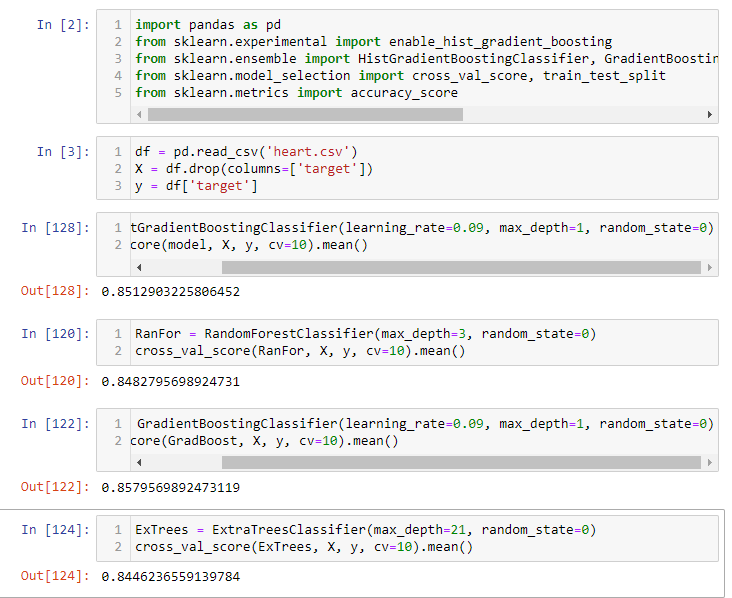 In [2]:
1 import pandas as pd
2 from sklearn.experimental import enable_hist_gradient_boosting
3 from sklearn.ensemble import HistGradientBoostingClassifier, GradientBoostin
4 from sklearn.model_selection import cross_val_score, train_test_split
5 from sklearn.metrics import accuracy_score
In [3]:
1 df = pd.read_csv('heart.csv')
2 X = df.drop(columns=['target'])
3 y = df['target']
In [128]:
1 tGradientBoostingClassifier(learning_rate=0.09, max_depth=1, random_state=0)
2 core(model, X, y, cv=10).mean()
Out[128]: 0.8512903225806452
In [120]:
1 RanFor = RandomForestClassifier(max_depth=3, random_state=0)
2 cross_val_score(RanFor, X, y, cv=10).mean()
Out[120]: 0.8482795698924731
In [122]:
1 GradientBoostingClassifier(learning_rate=0.09, max_depth=1, random_state=0)
2 core(GradBoost, X, y, cv=10).mean()
Out[122]: 0.8579569892473119
In [124]:
1 ExTrees = ExtraTreesClassifier(max_depth=21, random_state=0)
2 cross_val_score(ExTrees, X, y, cv=10).mean()
Out[124]: 0.8446236559139784